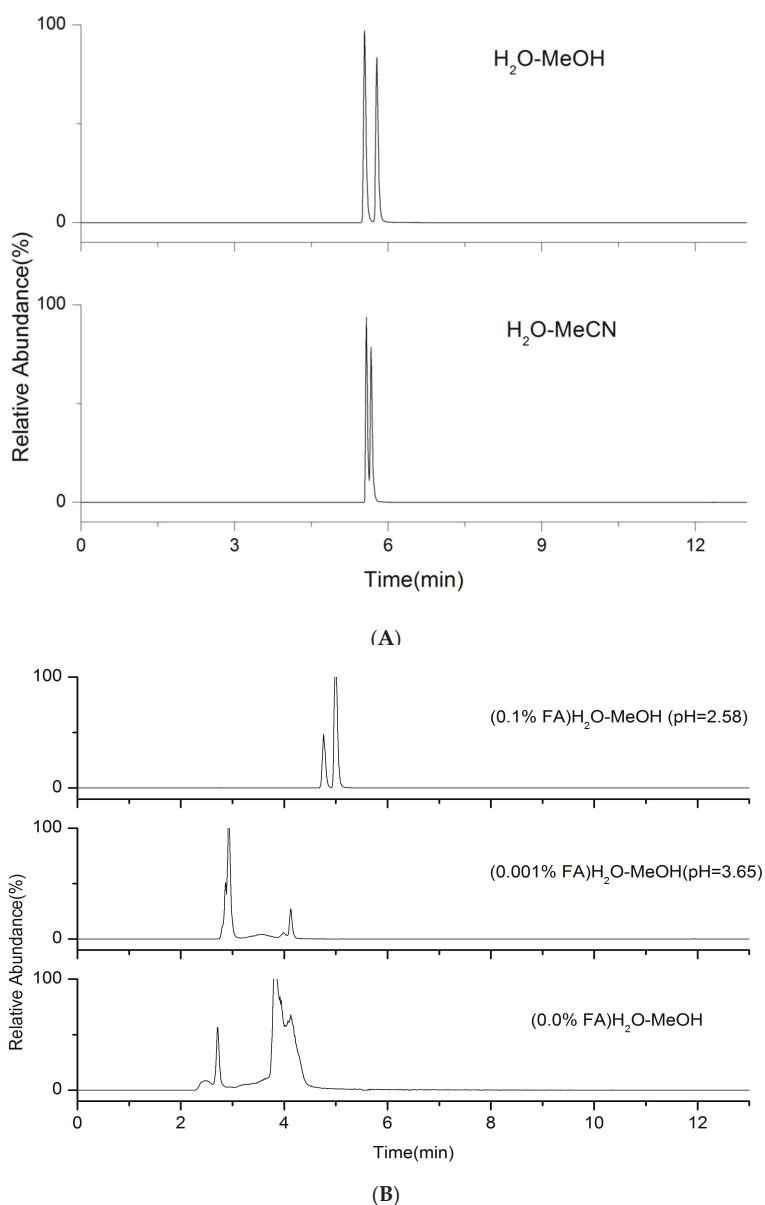 100
H₂O-MeOH
0
100
H₂O-MeCN
0
Relative Abundance(%)
0 3 6 9 12
Time(min)
(A)
100
(0.1% FA)H₂O-MeOH (pH=2.58)
0
100
(0.001% FA)H₂O-MeOH(pH=3.65)
0
100
(0.0% FA)H₂O-MeOH
0
Relative Abundance(%)
0 2 4 6 8 10 12
Time(min)
(B)